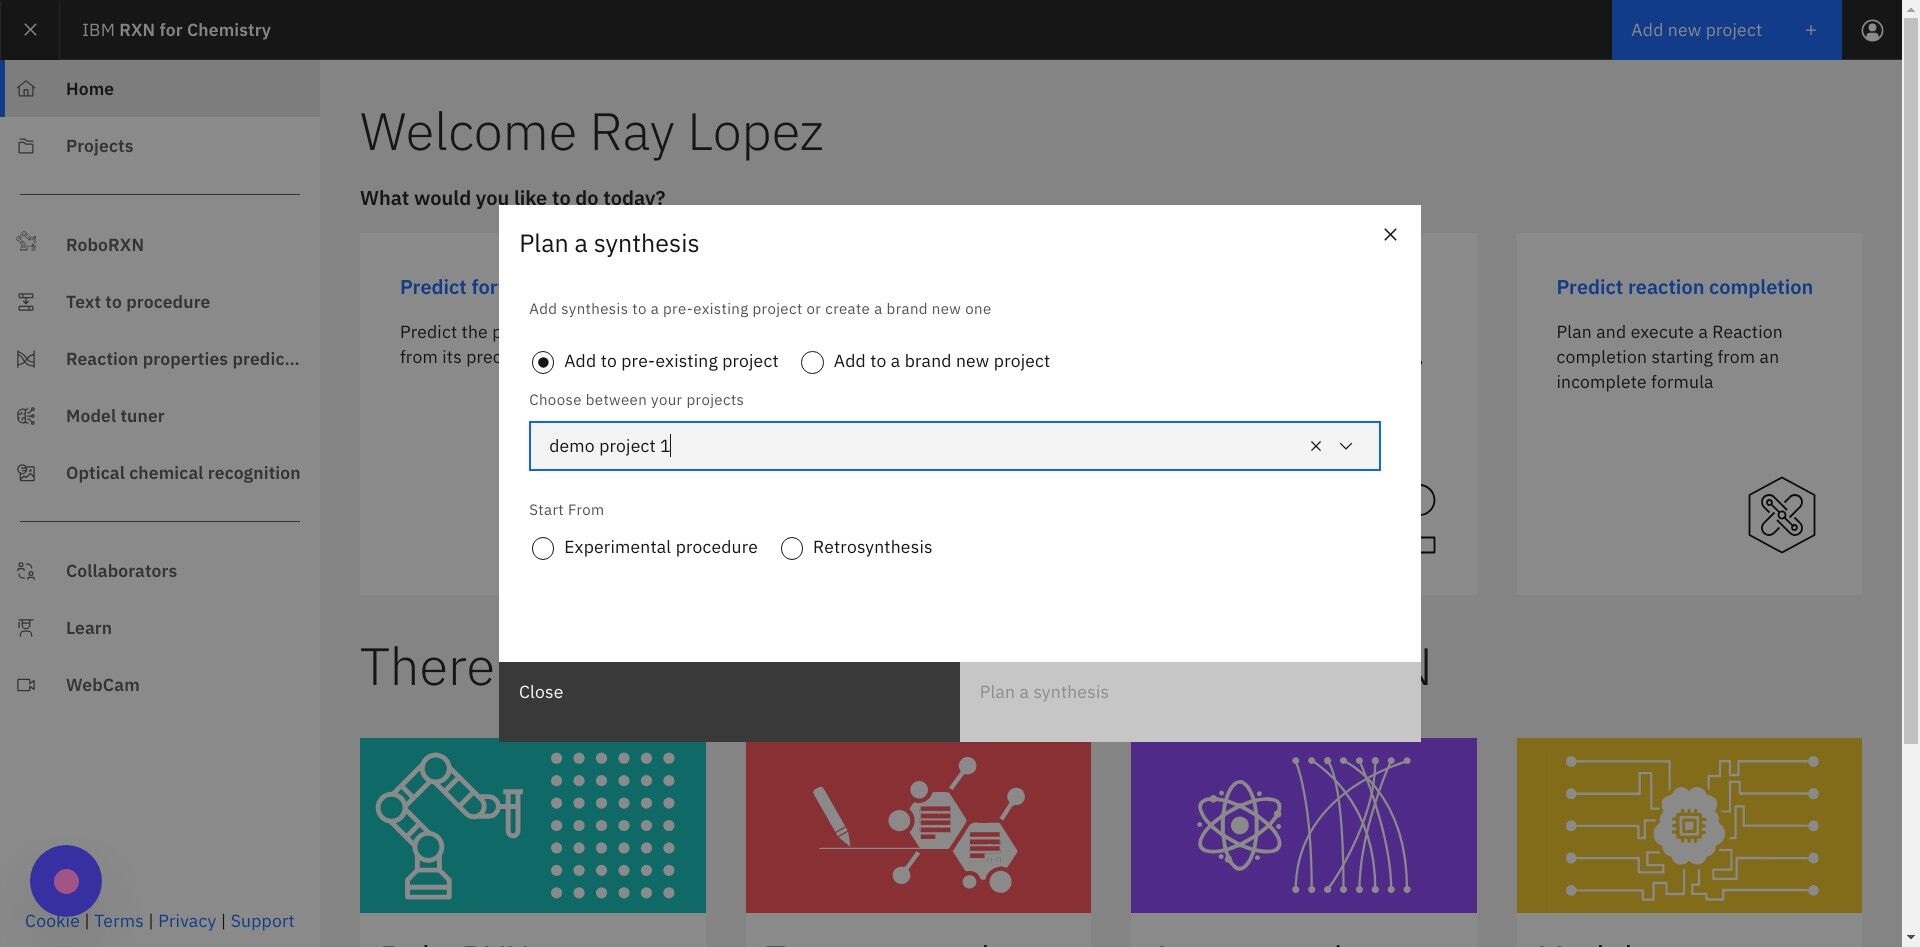 IBM RXN for Chemistry
Add new project
Home
Projects
RoboRXN
Text to procedure
Reaction properties predic...
Model tuner
Optical chemical recognition
Collaborators
Learn
WebCam
Cookie | Terms | Privacy | Support
Welcome Ray Lopez
What would you like to do today?
Predict for
Predict the p
from its prec
Predict reaction completion
Plan and execute a Reaction
completion starting from an
incomplete formula
Plan a synthesis
Add synthesis to a pre-existing project or create a brand new one
Add to pre-existing project
Add to a brand new project
Choose between your projects
demo project 1
Start From
Experimental procedure
Retrosynthesis
Close
Plan a synthesis
There